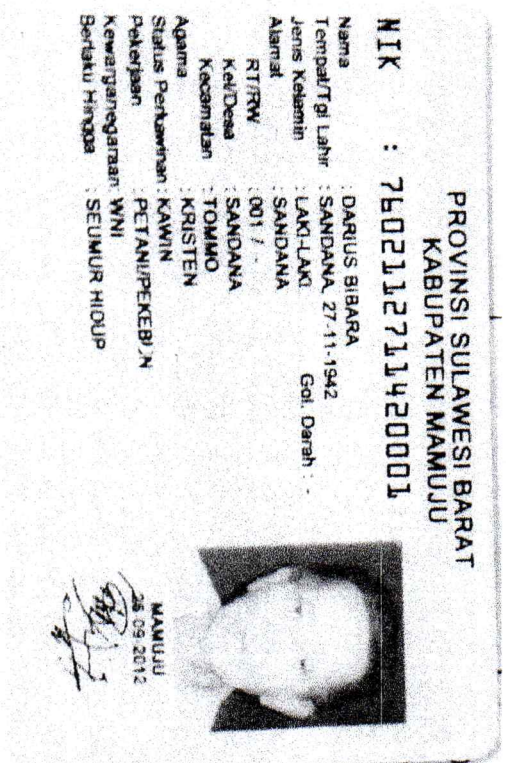 PROVINSI SULAWESI BARAT
KABUPATEN MAMUJU
NIK : 7602112711420001
Nama : DARIUS BIBARA
Tempat/Tgl Lahir : SANDANA, 27-11-1942
Jenis Kelamin : LAKI-LAKI Gol. Darah : -
Alamat : SANDANA
RT/RW : 001 / -
Kel/Desa : SANDANA
Kecamatan : TOMMO
Agama : KRISTEN
Status Perkawinan : KAWIN
Pekerjaan : PETANI/PEKEBUN
Kewarganegaraan : WNI
Berlaku Hingga : SEUMUR HIDUP
MAMUJU
26-09-2012